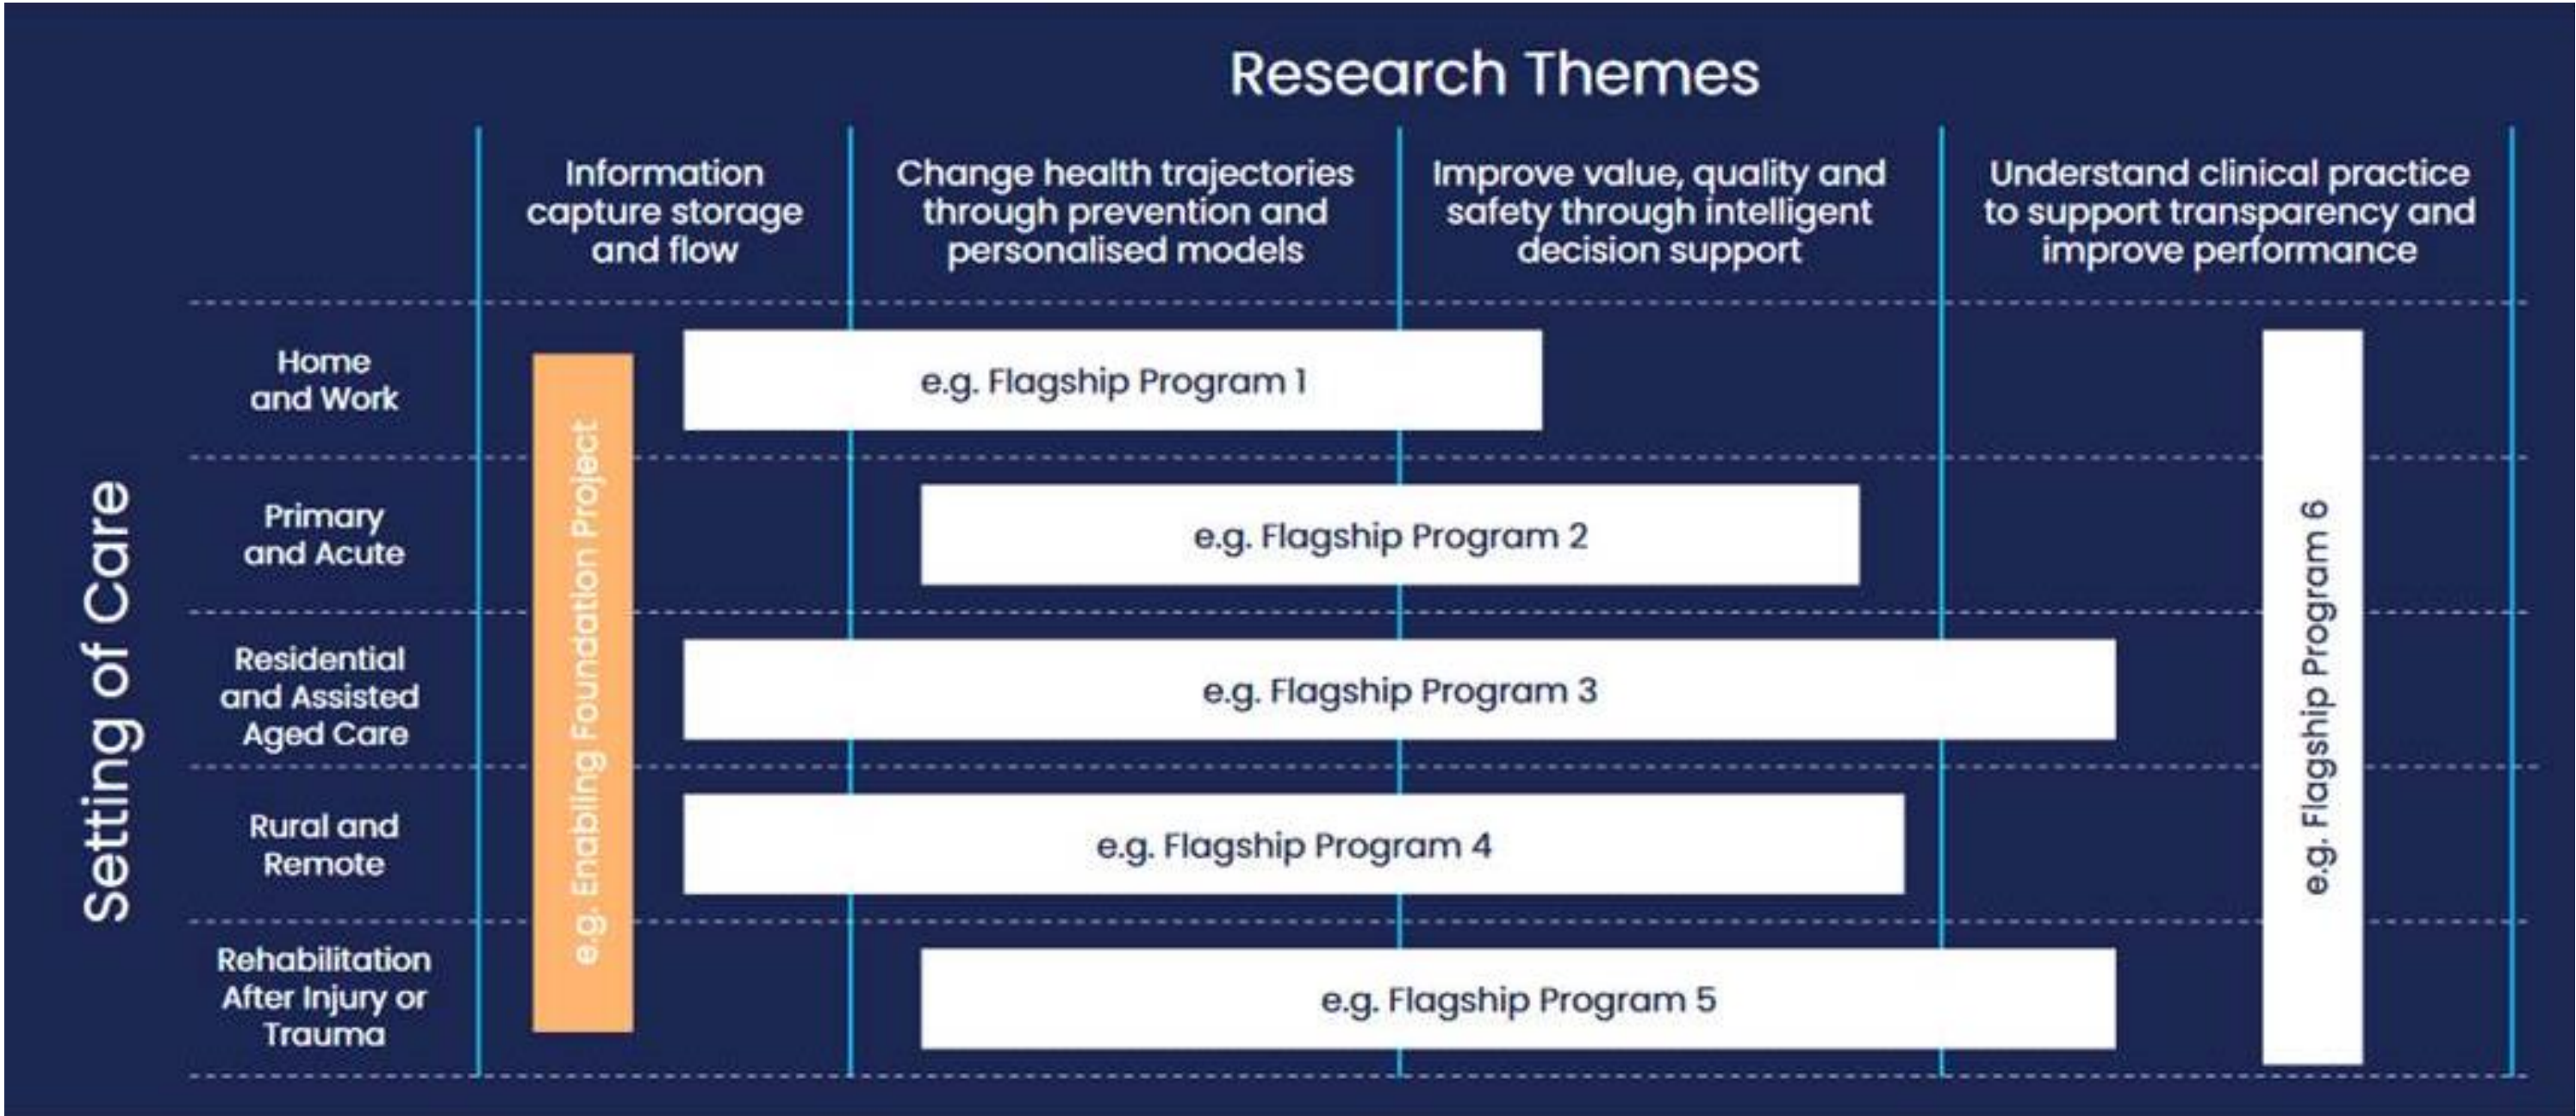 Research Themes
Information
capture storage
and flow
Change health trajectories
through prevention and
personalised models
Improve value, quality and
safety through intelligent
decision support
Understand clinical practice
to support transparency and
improve performance
Setting of Care
Home
and Work
Primary
and Acute
Residential
and Assisted
Aged Care
Rural and
Remote
Rehabilitation
After Injury or
Trauma
e.g. Enabling Foundation Project
e.g. Flagship Program 1
e.g. Flagship Program 2
e.g. Flagship Program 3
e.g. Flagship Program 4
e.g. Flagship Program 5
e.g. Flagship Program 6